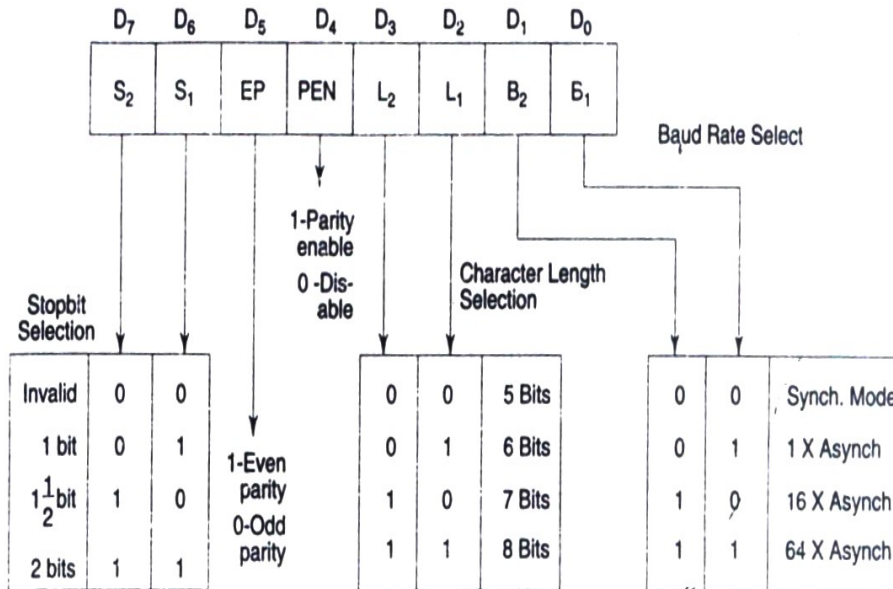 D7 D6 D5 D4 D3 D2 D1 D0
S2 S1 EP PEN L2 L1 B2 B1
Baud Rate Select
1-Parity
enable
0 -Dis-
able
Character Length
Selection
Stopbit
Selection
Invalid 0 0
1 bit 0 1
1 1/2 bit 1 0
2 bits 1 1
1-Even
parity
0-Odd
parity
0 0 5 Bits
0 1 6 Bits
1 0 7 Bits
1 1 8 Bits
0 0 Synch. Mode
0 1 1 X Asynch
1 0 16 X Asynch
1 1 64 X Asynch